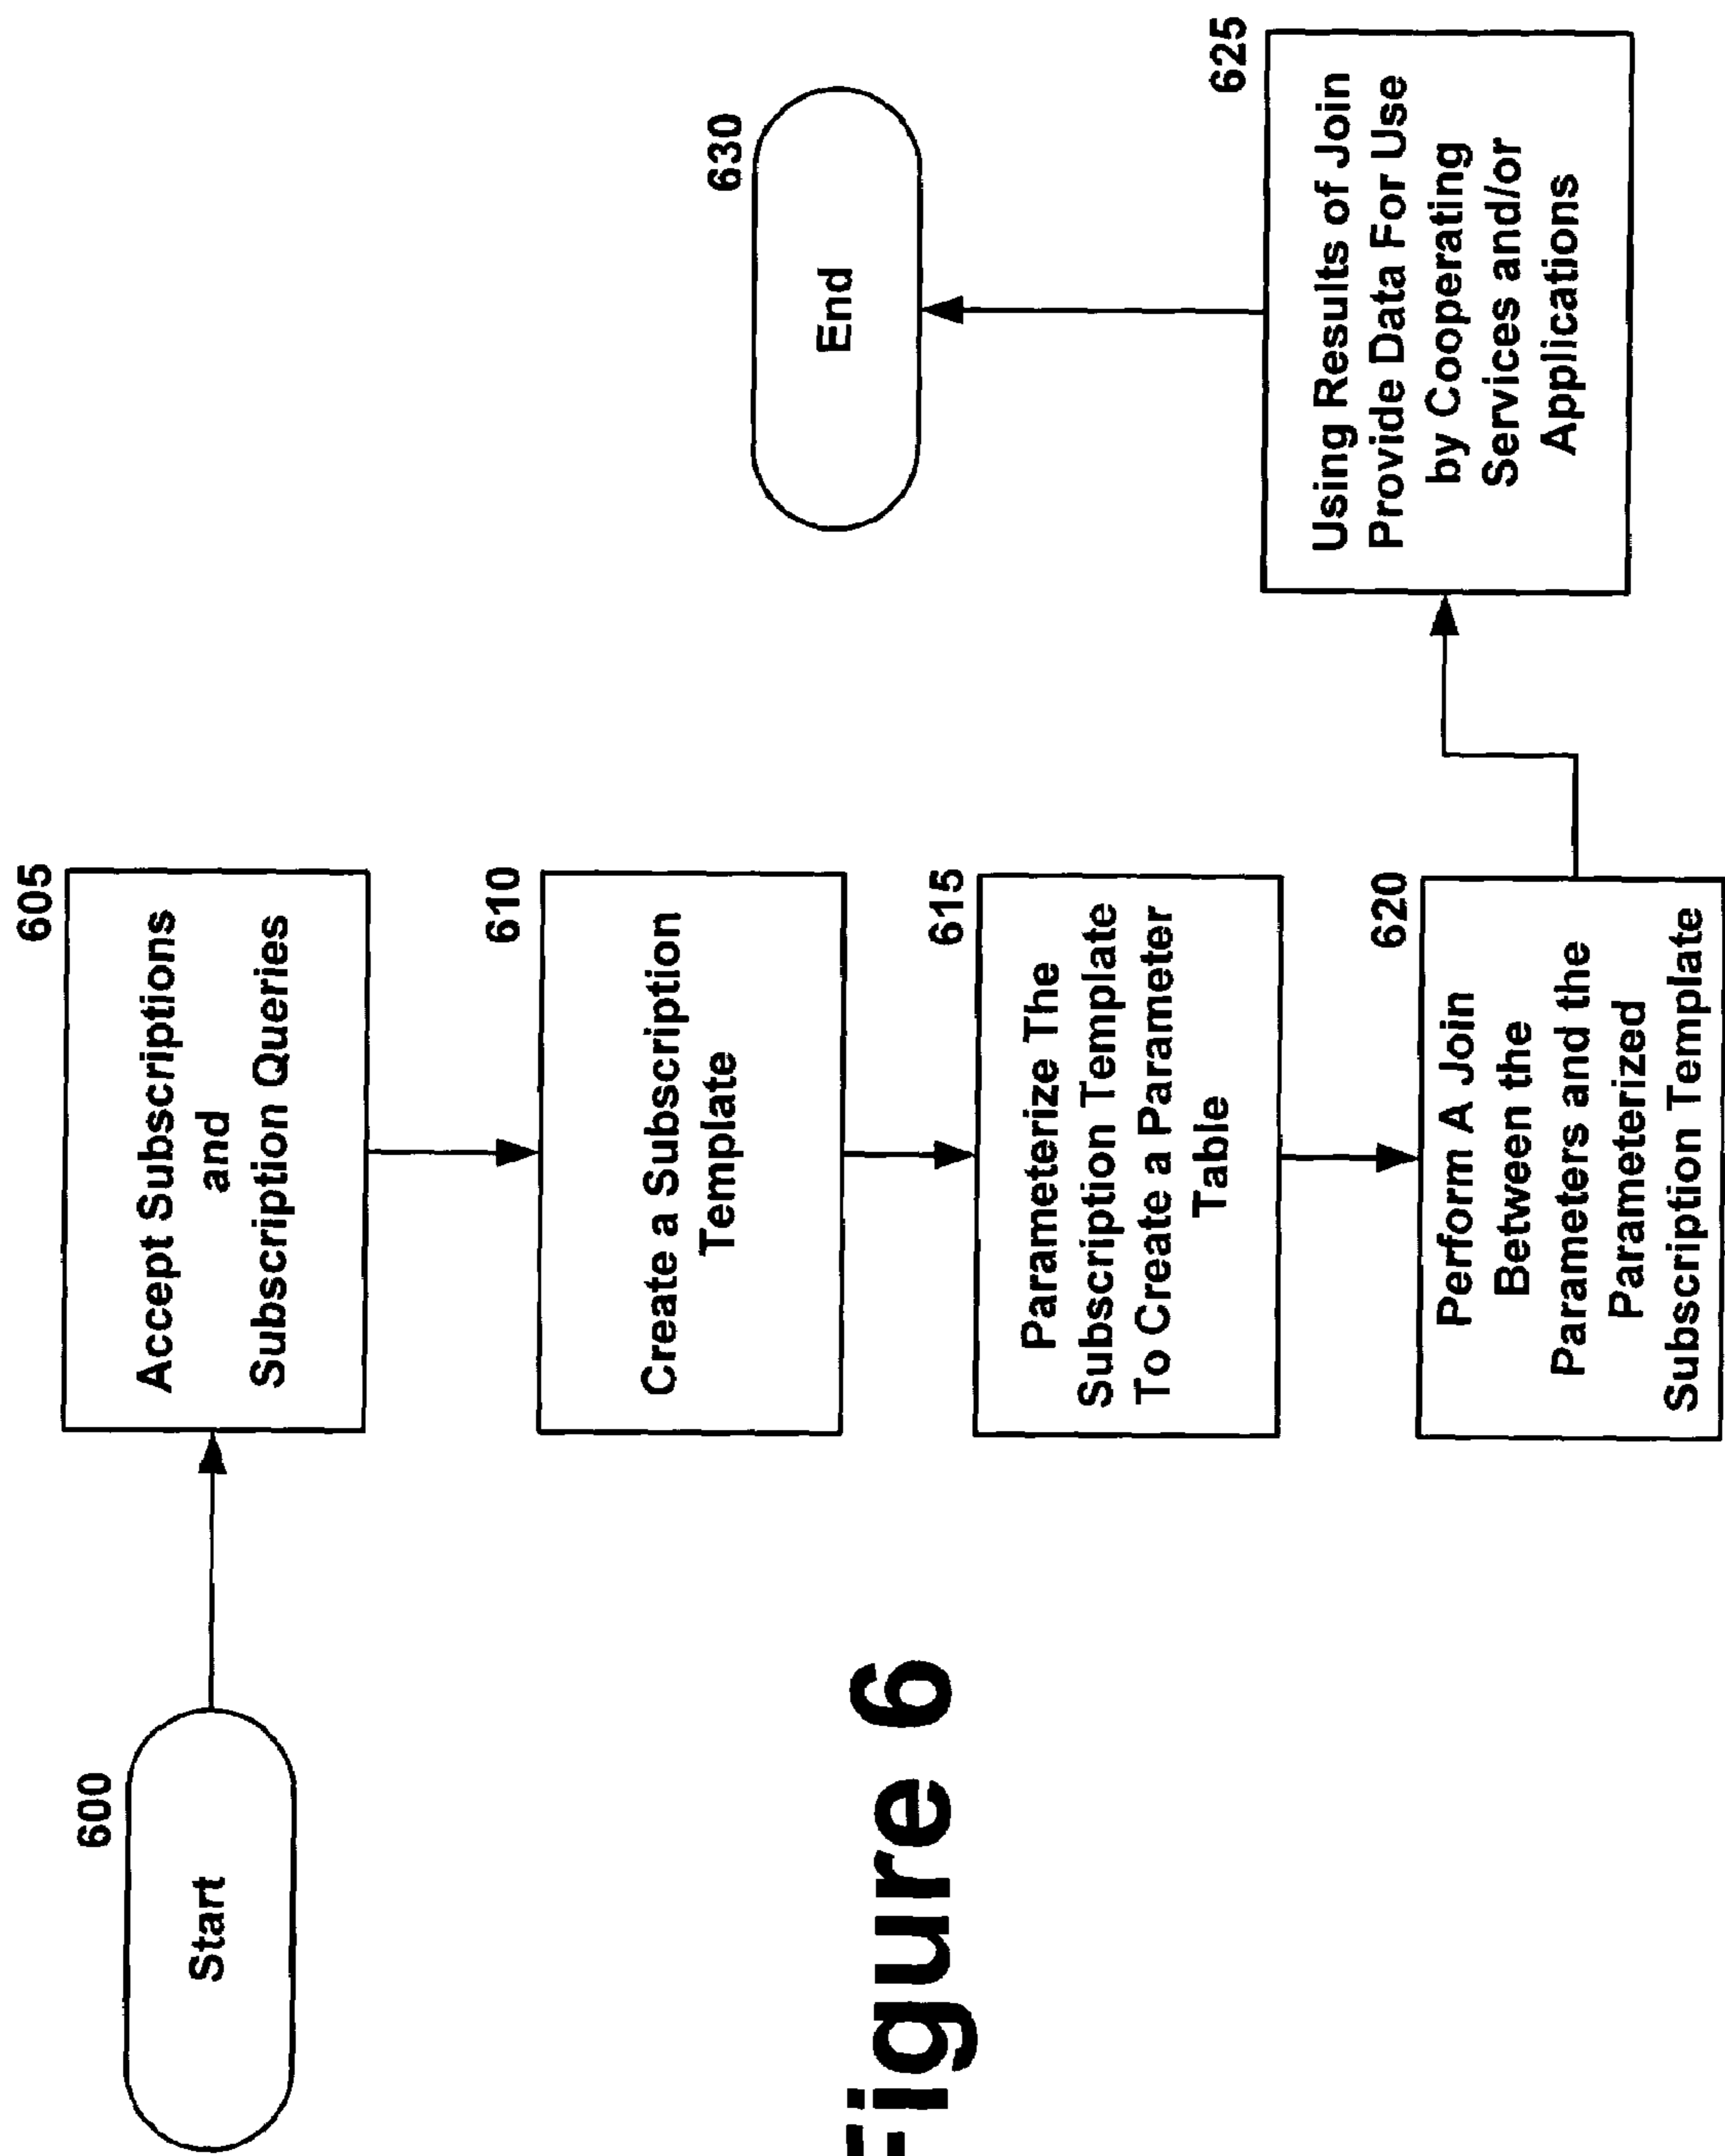 600
Start
605
Accept Subscriptions
and
Subscription Queries
610
Create a Subscription
Template
615
Parameterize The
Subscription Template
To Create a Parameter
Table
620
Perform A Join
Between the
Parameters and the
Parameterized
Subscription Template
625
Using Results of Join
Provide Data For Use
by Cooperating
Services and/or
Applications
630
End
Figure 6